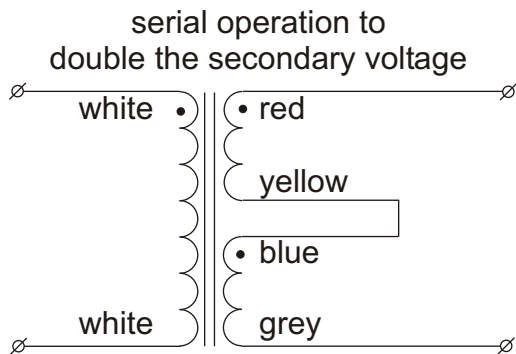 serial operation to
double the secondary voltage
white red
yellow
blue
white grey